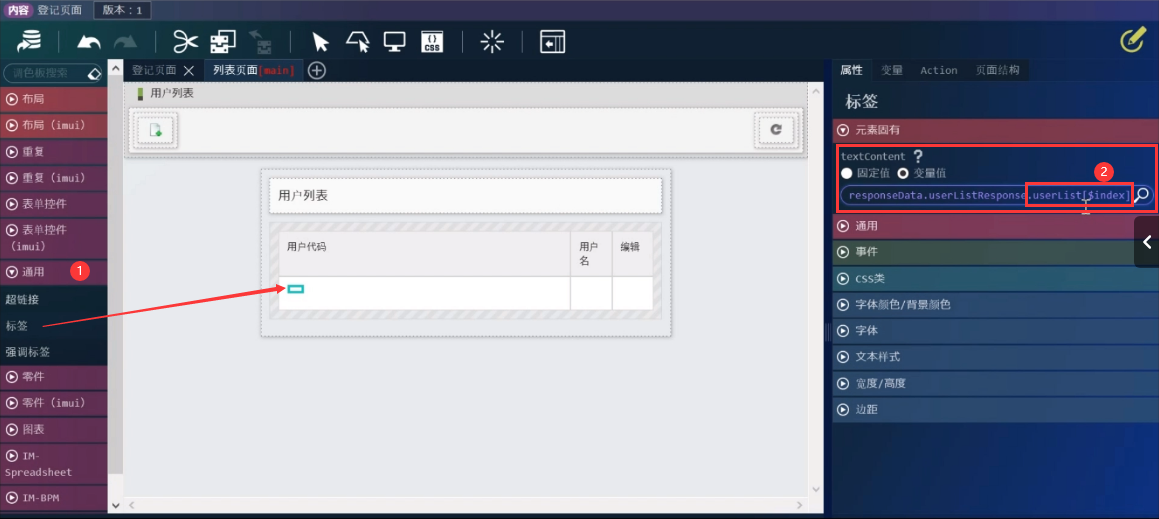 内容 登记页面 版本：1
调色板搜索
登记页面 列表页面[main]
布局
布局（imui）
重复
重复（imui）
表单控件
表单控件
（imui）
通用 1
超链接
标签
强调标签
零件
零件（imui）
图表
IM-
Spreadsheet
IM-BPM
用户列表
用户列表
用户代码 用户
名 编辑
属性 变量 Action 页面结构
标签
元素固有
textContent ?
2
固定值 变量值
responseData.userListResponse.userList[$index]
通用
事件
CSS类
字体颜色/背景颜色
字体
文本样式
宽度/高度
边距
{} CSS